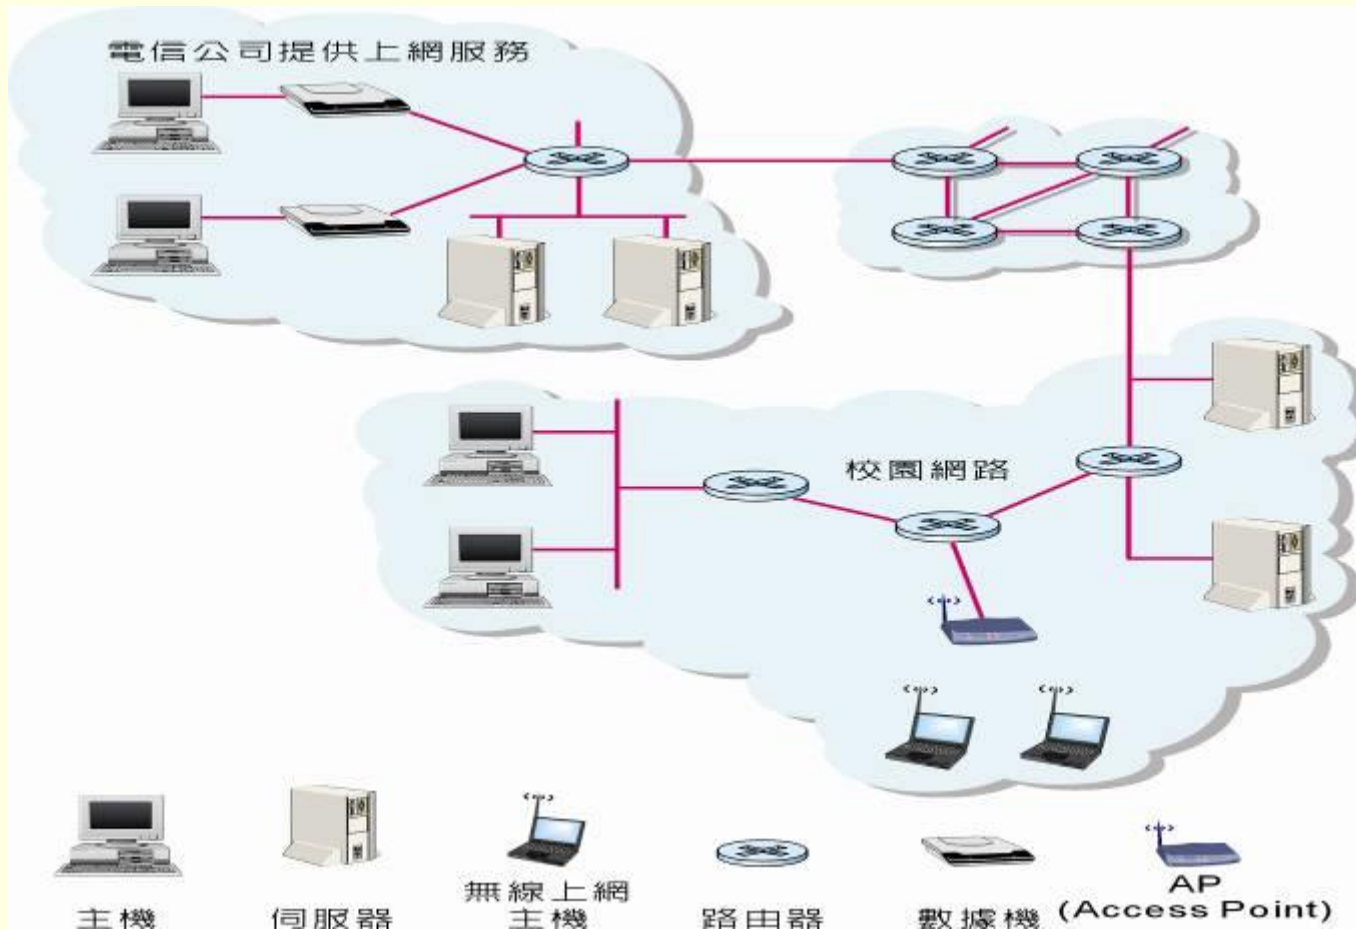 電信公司提供上網服務
校園網路
主機
伺服器
無線上網
主機
路由器
數據機
AP
(Access Point)